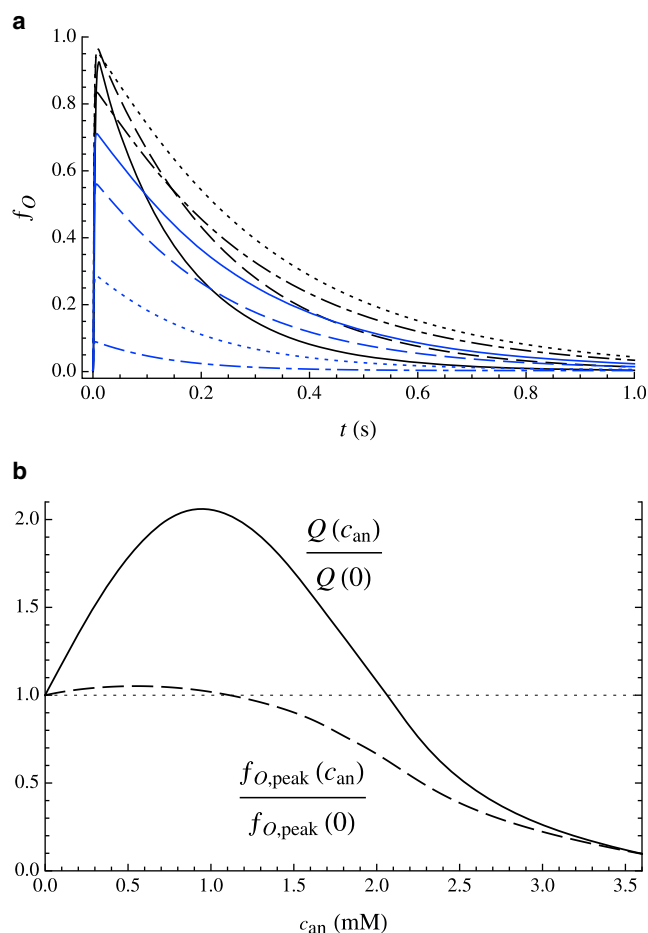 a
1.0
0.8
0.6
0.4
0.2
0.0
f_O
0.0 0.2 0.4 0.6 0.8 1.0
t (s)
b
2.0
1.5
1.0
0.5
0.0
Q (c_an)
Q (0)
f_O,peak (c_an)
f_O,peak (0)
0.0 0.5 1.0 1.5 2.0 2.5 3.0 3.5
c_an (mM)